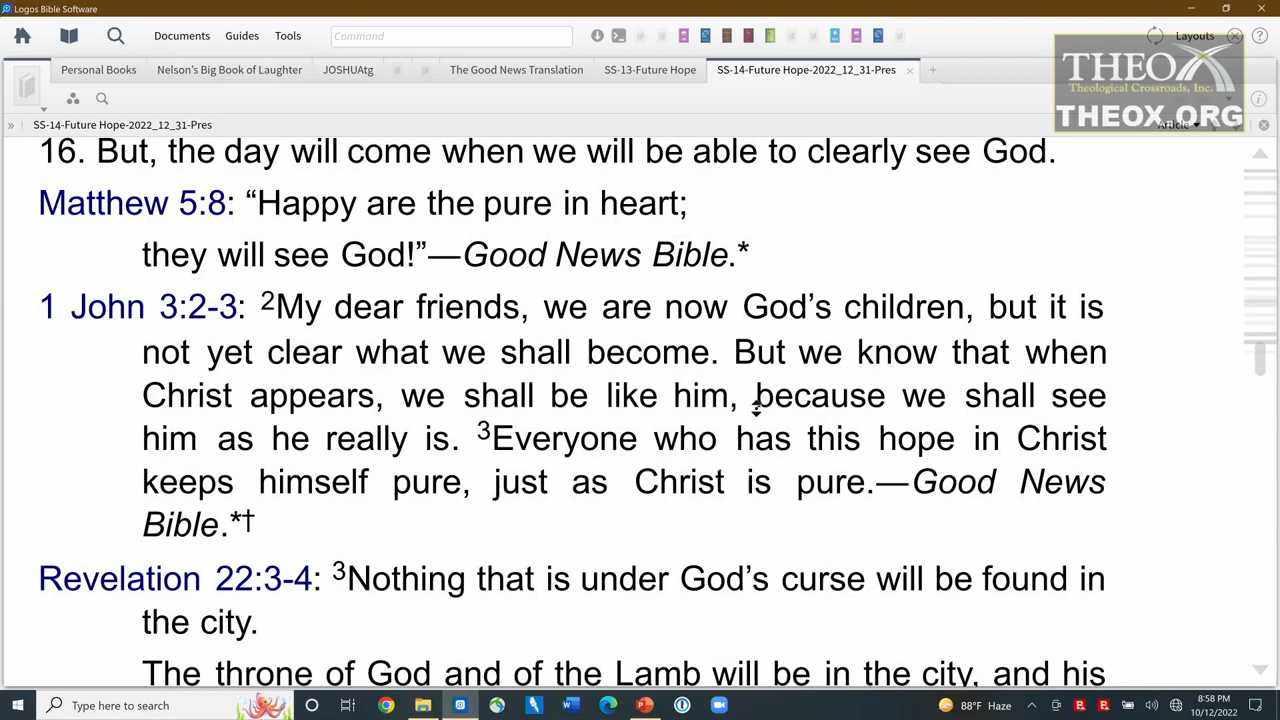 Logos Bible Software
Documents Guides Tools Command Layouts
Personal Books Nelson's Big Book of Laughter JOSHUAtg The Good News Translation SS-13-Future Hope SS-14-Future Hope-2022_12_31-Pres
THEOX
Theological Crossroads, Inc.
THEOX.ORG
» SS-14-Future Hope-2022_12_31-Pres Article
16. But, the day will come when we will be able to clearly see God.
Matthew 5:8: “Happy are the pure in heart;
they will see God!”—Good News Bible.*
1 John 3:2-3: ²My dear friends, we are now God’s children, but it is
not yet clear what we shall become. But we know that when
Christ appears, we shall be like him, because we shall see
him as he really is. ³Everyone who has this hope in Christ
keeps himself pure, just as Christ is pure.—Good News
Bible.*†
Revelation 22:3-4: ³Nothing that is under God’s curse will be found in
the city.
The throne of God and of the Lamb will be in the city, and his
Type here to search
88°F Haze
8:58 PM
10/12/2022